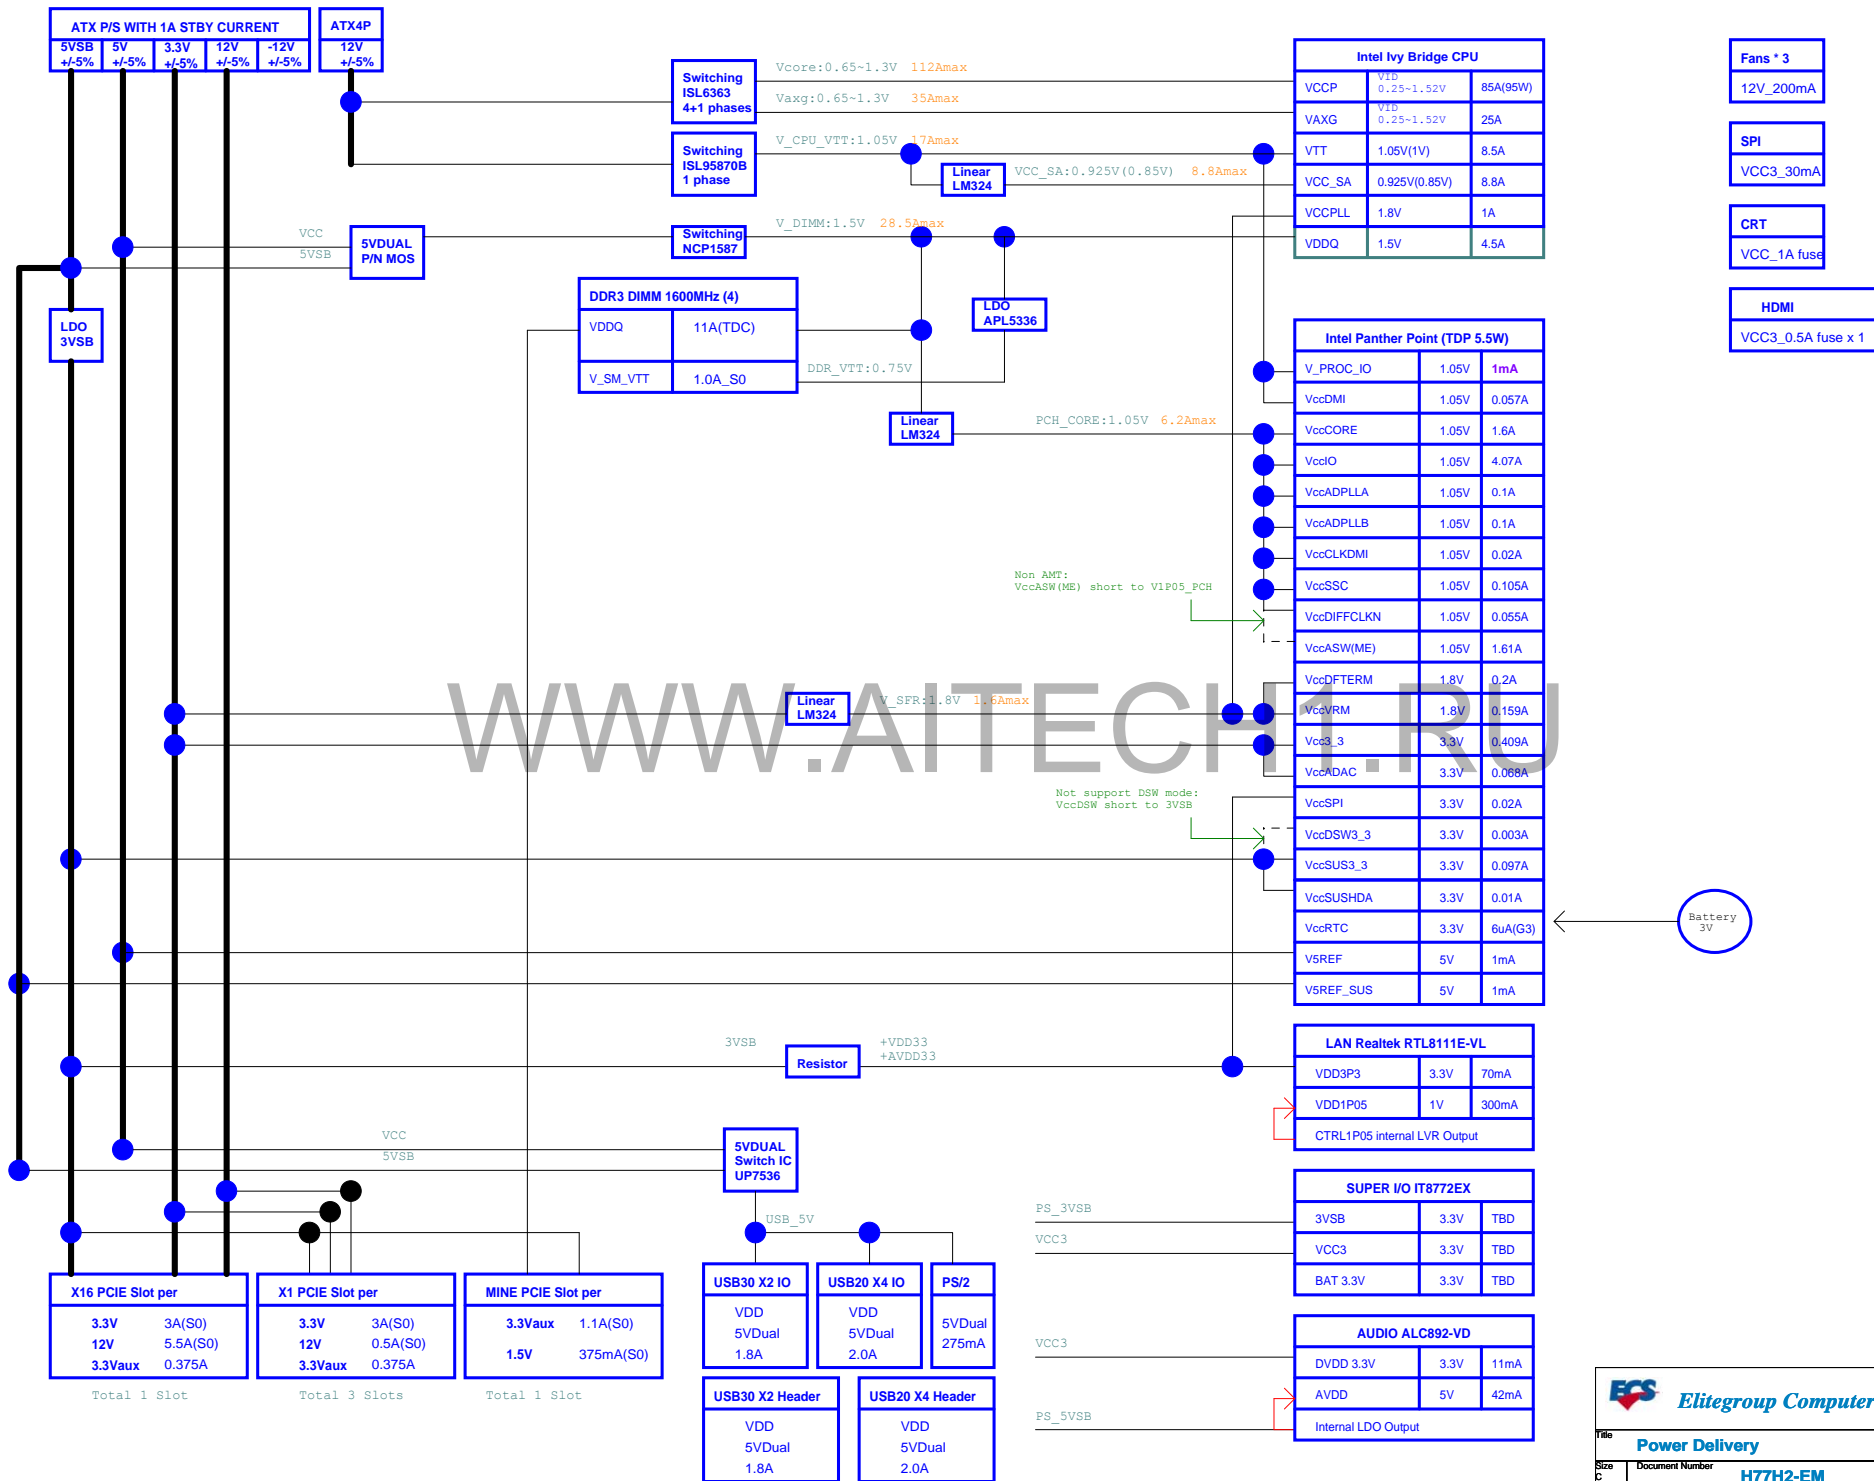 ATX P/S WITH 1A STBY CURRENT
5VSB +/-5%
5V +/-5%
3.3V +/-5%
12V +/-5%
-12V +/-5%
ATX4P
12V +/-5%
Switching
ISL6363
4+1 phases
Vcore:0.65~1.3V 112Amax
Vaxg:0.65~1.3V 35Amax
Switching
ISL95870B
1 phase
V_CPU_VTT:1.05V 17Amax
Linear
LM324
VCC_SA:0.925V(0.85V) 8.8Amax
VCC
5VSB
5VDUAL
P/N MOS
Switching
NCP1587
V_DIMM:1.5V 28.5Amax
LDO
3VSB
DDR3 DIMM 1600MHz (4)
VDDQ 11A(TDC)
V_SM_VTT 1.0A_S0
DDR_VTT:0.75V
LDO
APL5336
Linear
LM324
PCH_CORE:1.05V 6.2Amax
Intel Ivy Bridge CPU
VCCP VID 0.25~1.52V 85A(95W)
VAXG VID 0.25~1.52V 25A
VTT 1.05V(1V) 8.5A
VCC_SA 0.925V(0.85V) 8.8A
VCCPLL 1.8V 1A
VDDQ 1.5V 4.5A
Fans * 3
12V_200mA
SPI
VCC3_30mA
CRT
VCC_1A fuse
HDMI
VCC3_0.5A fuse x 1
Intel Panther Point (TDP 5.5W)
V_PROC_IO 1.05V 1mA
VccDMI 1.05V 0.057A
VccCORE 1.05V 1.6A
VccIO 1.05V 4.07A
VccADPLLA 1.05V 0.1A
VccADPLLB 1.05V 0.1A
VccCLKDMI 1.05V 0.02A
VccSSC 1.05V 0.105A
VccDIFFCLKN 1.05V 0.055A
VccASW(ME) 1.05V 1.61A
VccDFTERM 1.8V 0.2A
VccVRM 1.8V 0.159A
Vcc3_3 3.3V 0.409A
VccADAC 3.3V 0.068A
VccSPI 3.3V 0.02A
VccDSW3_3 3.3V 0.003A
VccSUS3_3 3.3V 0.097A
VccSUSHDA 3.3V 0.01A
VccRTC 3.3V 6uA(G3)
V5REF 5V 1mA
V5REF_SUS 5V 1mA
Non AMT:
VccASW(ME) short to V1P05_PCH
WWW.AITECH1.RU
Linear
LM324
V_SFR:1.8V 1.6Amax
Not support DSW mode:
VccDSW short to 3VSB
Battery
3V
3VSB
Resistor
+VDD33
+AVDD33
LAN Realtek RTL8111E-VL
VDD3P3 3.3V 70mA
VDD1P05 1V 300mA
CTRL1P05 internal LVR Output
VCC
5VSB
5VDUAL
Switch IC
UP7536
USB_5V
SUPER I/O IT8772EX
PS_3VSB
3VSB 3.3V TBD
VCC3
VCC3 3.3V TBD
BAT 3.3V 3.3V TBD
X16 PCIE Slot per
3.3V 3A(S0)
12V 5.5A(S0)
3.3Vaux 0.375A
Total 1 Slot
X1 PCIE Slot per
3.3V 3A(S0)
12V 0.5A(S0)
3.3Vaux 0.375A
Total 3 Slots
MINE PCIE Slot per
3.3Vaux 1.1A(S0)
1.5V 375mA(S0)
Total 1 Slot
USB30 X2 IO
VDD
5VDual
1.8A
USB20 X4 IO
VDD
5VDual
2.0A
PS/2
5VDual
275mA
USB30 X2 Header
VDD
5VDual
1.8A
USB20 X4 Header
VDD
5VDual
2.0A
AUDIO ALC892-VD
VCC3
DVDD 3.3V 3.3V 11mA
AVDD 5V 42mA
PS_5VSB
Internal LDO Output
ECS Elitegroup Computer
Title
Power Delivery
Size
C
Document Number
H77H2-EM